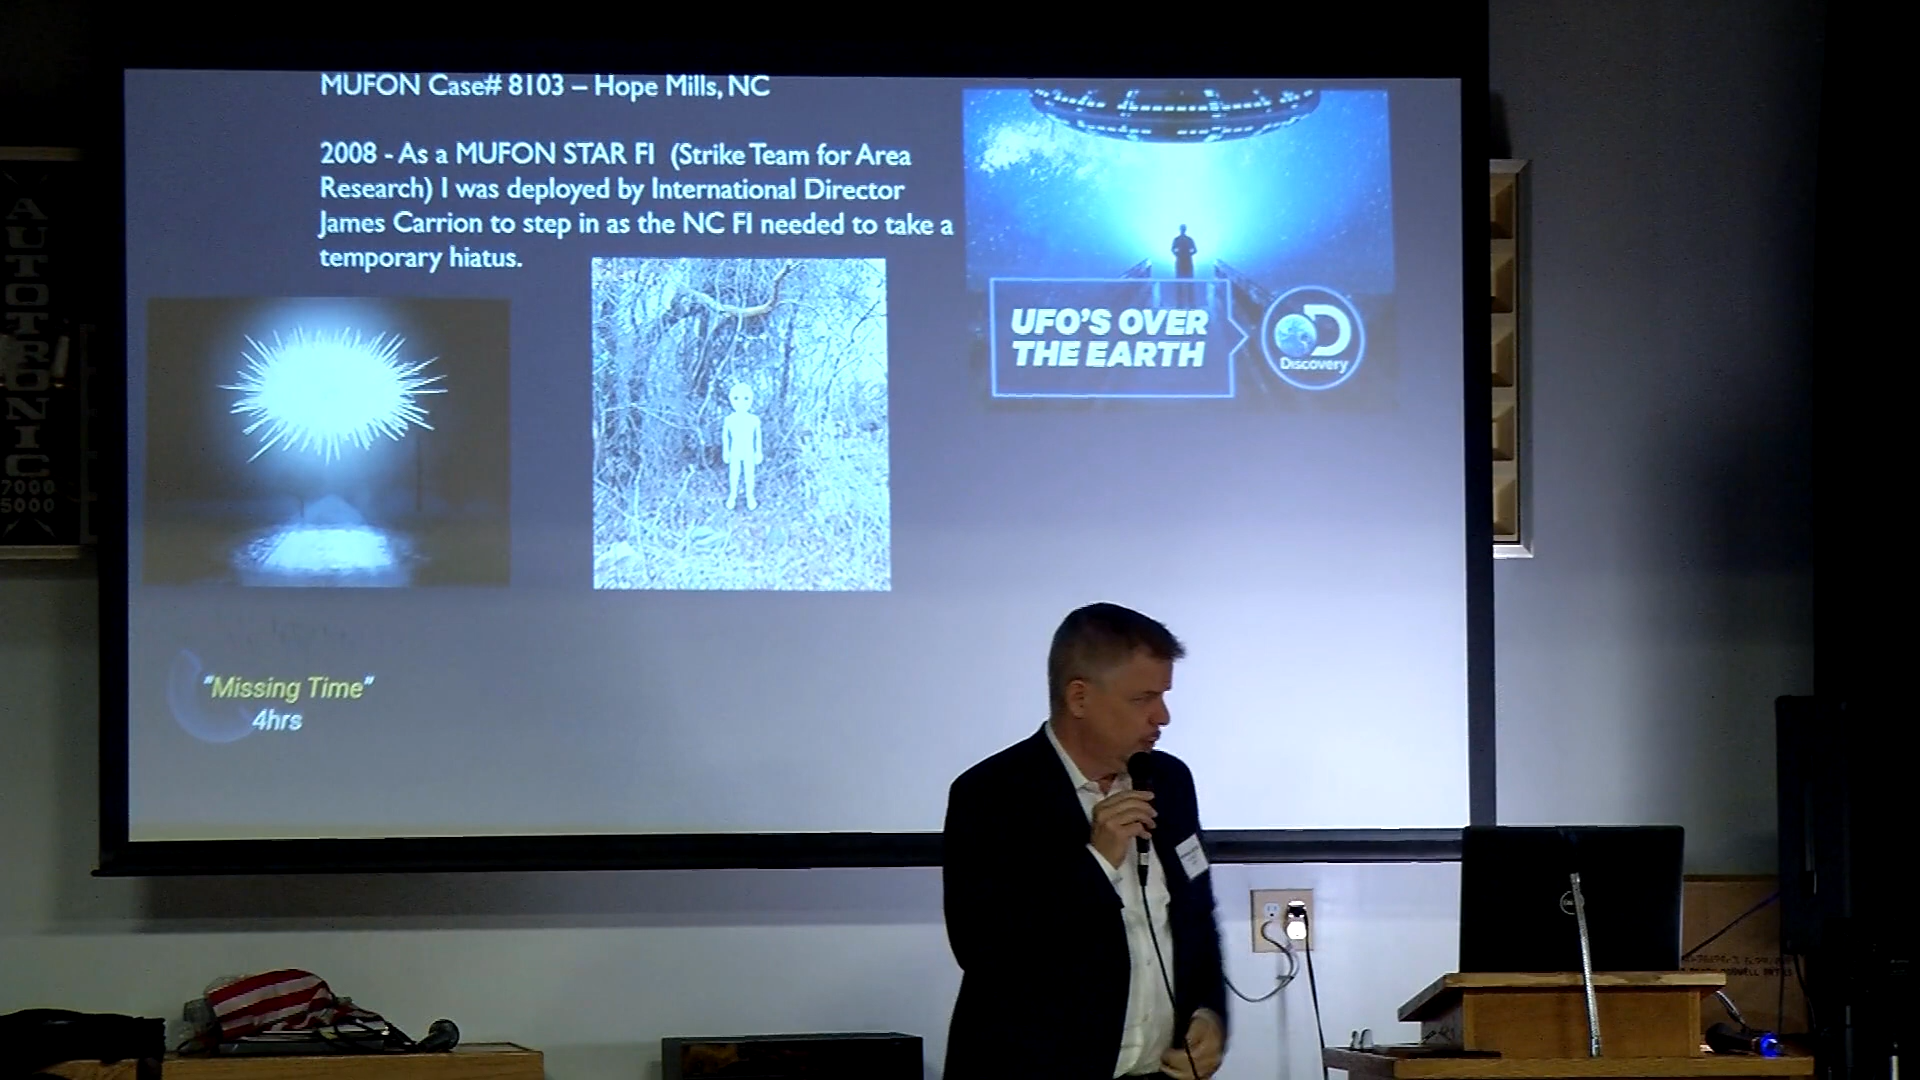 MUFON Case# 8103 – Hope Mills, NC
2008 - As a MUFON STAR FI (Strike Team for Area
Research) I was deployed by International Director
James Carrion to step in as the NC FI needed to take a
temporary hiatus.
UFO'S OVER
THE EARTH
Discovery
"Missing Time"
4hrs
AUTOTRONIC
7000
5000